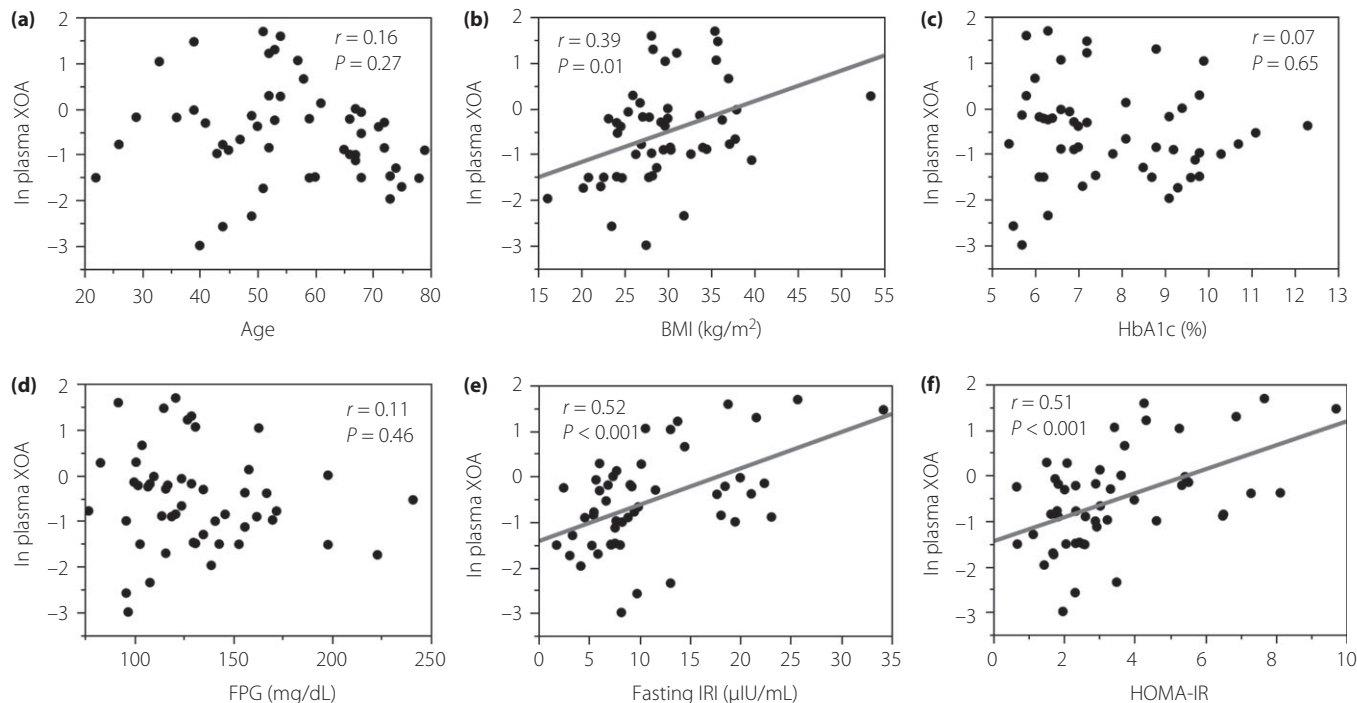 (a)
r = 0.16
P = 0.27
ln plasma XOA
2
1
0
−1
−2
−3
20 30 40 50 60 70 80
Age
(b)
r = 0.39
P = 0.01
ln plasma XOA
2
1
0
−1
−2
−3
15 20 25 30 35 40 45 50 55
BMI (kg/m²)
(c)
r = 0.07
P = 0.65
ln plasma XOA
2
1
0
−1
−2
−3
5 6 7 8 9 10 11 12 13
HbA1c (%)
(d)
r = 0.11
P = 0.46
ln plasma XOA
2
1
0
−1
−2
−3
100 150 200 250
FPG (mg/dL)
(e)
r = 0.52
P < 0.001
ln plasma XOA
2
1
0
−1
−2
−3
0 5 10 15 20 25 30 35
Fasting IRI (μIU/mL)
(f)
r = 0.51
P < 0.001
ln plasma XOA
2
1
0
−1
−2
−3
0 2 4 6 8 10
HOMA-IR